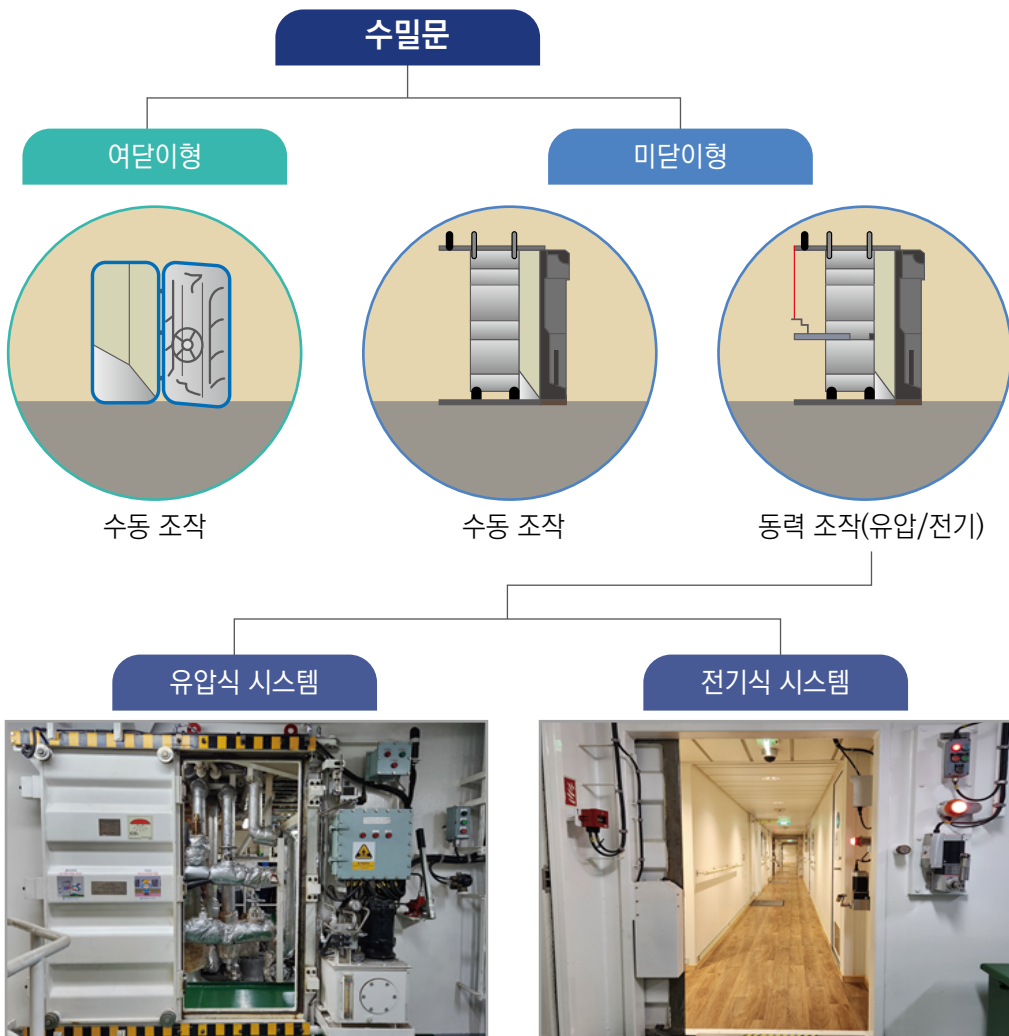 수밀문
여닫이형
미닫이형
수동 조작
수동 조작
동력 조작(유압/전기)
유압식 시스템
전기식 시스템